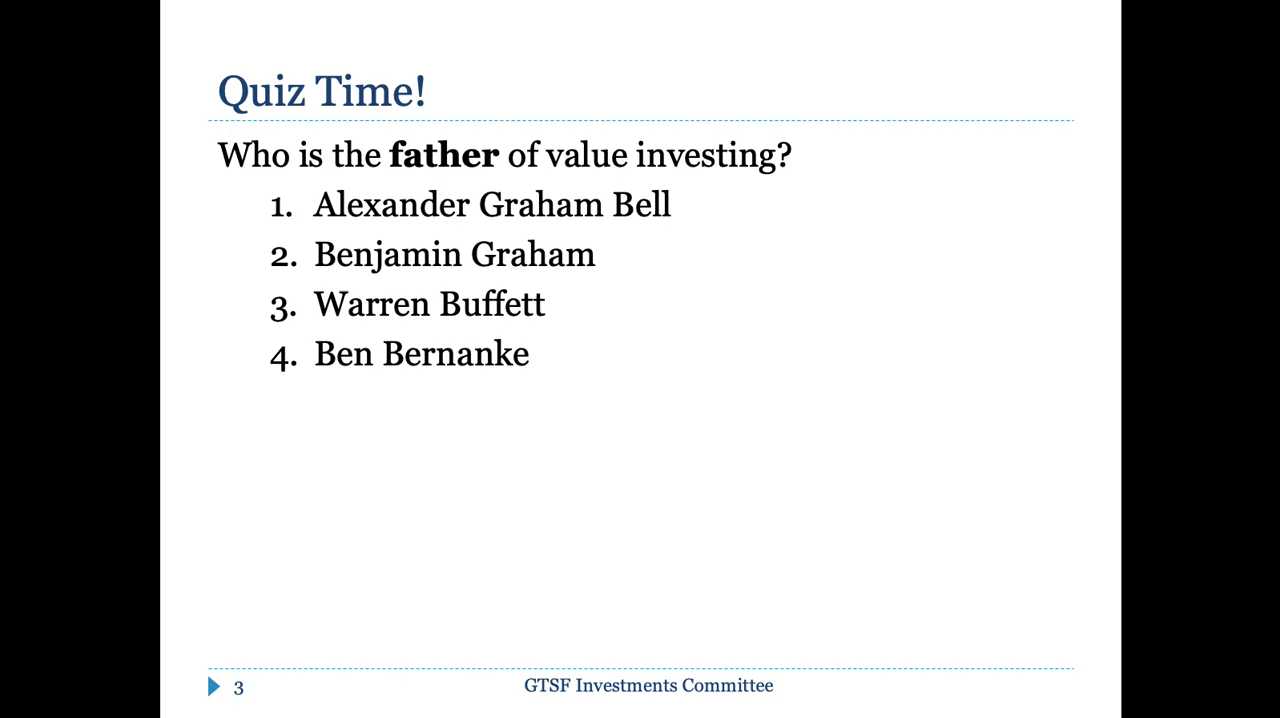 Quiz Time!
Who is the father of value investing?
1. Alexander Graham Bell
2. Benjamin Graham
3. Warren Buffett
4. Ben Bernanke
3
GTSF Investments Committee